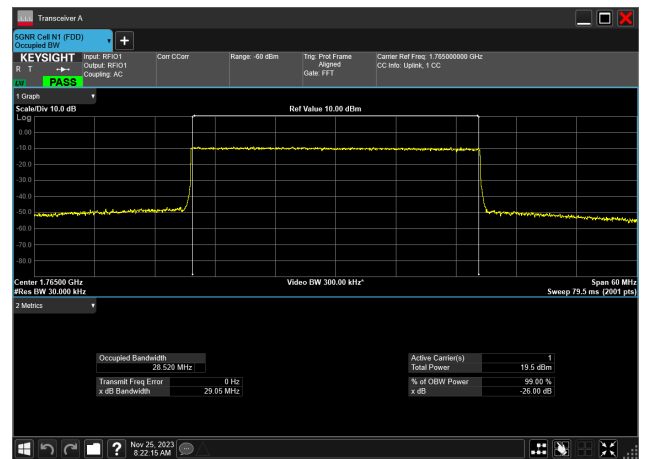 Transceiver A
5GNR Cell N1 (FDD)
Occupied BW
KEYSIGHT
R T
LVI
PASS
Input: RFIO1
Output: RFIO1
Coupling: AC
Corr CCorr
Range: -60 dBm
Trig: Prot Frame
Aligned
Gate: FFT
Carrier Ref Freq: 1.765000000 GHz
CC Info: Uplink, 1 CC
1 Graph
Scale/Div 10.0 dB
Ref Value 10.00 dBm
Log
0.00
-10.0
-20.0
-30.0
-40.0
-50.0
-60.0
-70.0
-80.0
Center 1.76500 GHz
#Res BW 30.000 kHz
Video BW 300.00 kHz*
Span 60 MHz
Sweep 79.5 ms (2001 pts)
2 Metrics
Occupied Bandwidth
28.520 MHz
Transmit Freq Error 0 Hz
x dB Bandwidth 29.05 MHz
Active Carrier(s) 1
Total Power 19.5 dBm
% of OBW Power 99.00 %
x dB -26.00 dB
?
Nov 25, 2023
8:22:15 AM